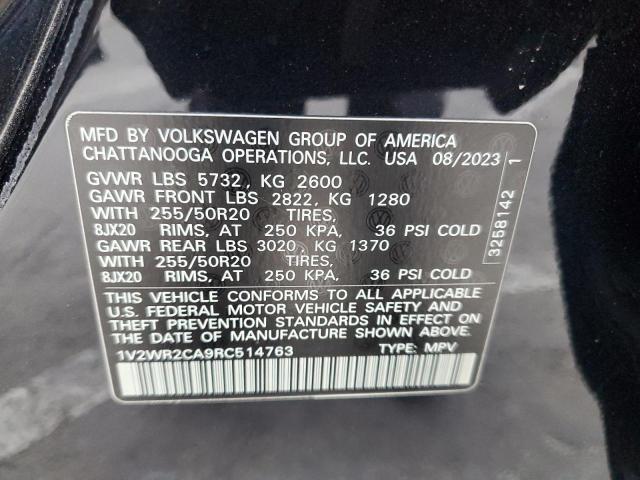 MFD BY VOLKSWAGEN GROUP OF AMERICA
CHATTANOOGA OPERATIONS, LLC. USA 08/2023
GVWR LBS 5732, KG 2600
GAWR FRONT LBS 2822, KG 1280
WITH 255/50R20 TIRES,
8JX20 RIMS, AT 250 KPA, 36 PSI COLD
GAWR REAR LBS 3020, KG 1370
WITH 255/50R20 TIRES,
8JX20 RIMS, AT 250 KPA, 36 PSI COLD
THIS VEHICLE CONFORMS TO ALL APPLICABLE
U.S. FEDERAL MOTOR VEHICLE SAFETY AND
THEFT PREVENTION STANDARDS IN EFFECT ON
THE DATE OF MANUFACTURE SHOWN ABOVE.
1V2WR2CA9RC514763 TYPE: MPV
3258142 1